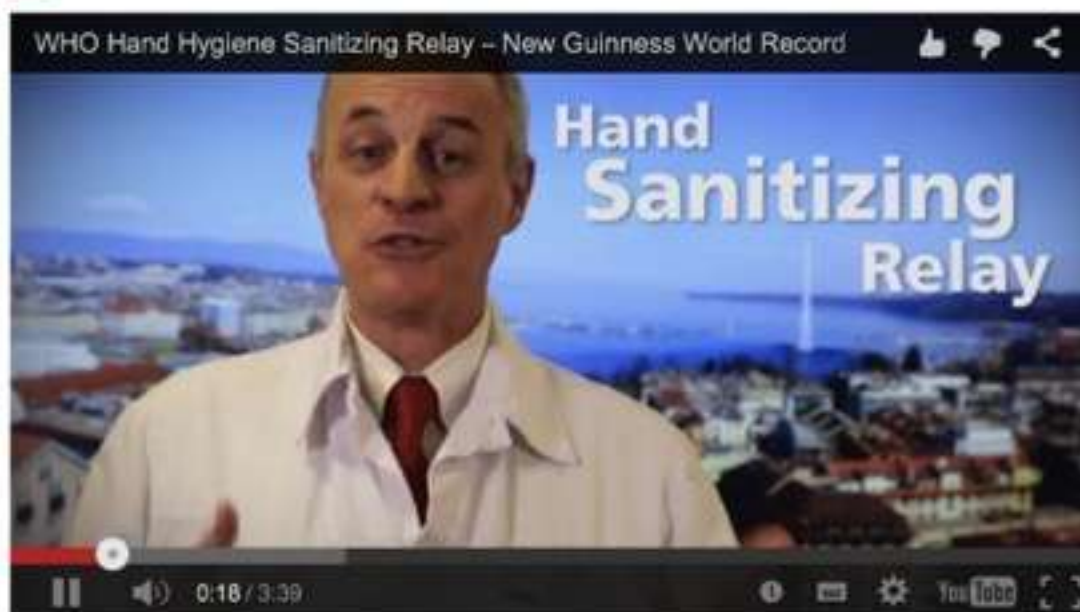 WHO Hand Hygiene Sanitizing Relay – New Guinness World Record
Hand
Sanitizing
Relay
0:18 / 3:39
YouTube